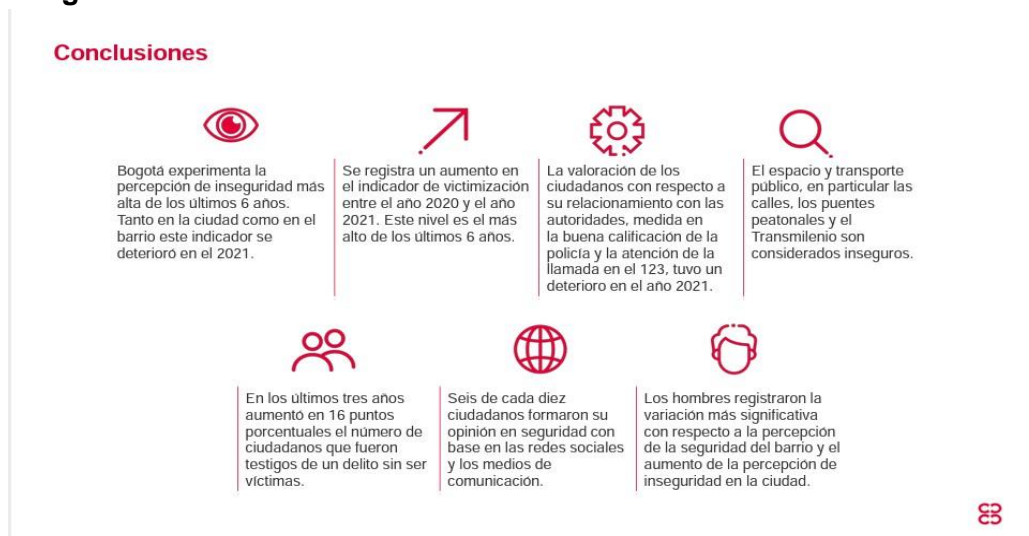 Conclusiones
Bogotá experimenta la
percepción de inseguridad más
alta de los últimos 6 años.
Tanto en la ciudad como en el
barrio este indicador se
deterioró en el 2021.
Se registra un aumento en
el indicador de victimización
entre el año 2020 y el año
2021. Este nivel es el más
alto de los últimos 6 años.
La valoración de los
ciudadanos con respecto a
su relacionamiento con las
autoridades, medida en
la buena calificación de la
policía y la atención de la
llamada en el 123, tuvo un
deterioro en el año 2021.
El espacio y transporte
público, en particular las
calles, los puentes
peatonales y el
Transmilenio son
considerados inseguros.
En los últimos tres años
aumentó en 16 puntos
porcentuales el número de
ciudadanos que fueron
testigos de un delito sin ser
víctimas.
Seis de cada diez
ciudadanos formaron su
opinión en seguridad con
base en las redes sociales
y los medios de
comunicación.
Los hombres registraron la
variación más significativa
con respecto a la percepción
de la seguridad del barrio y el
aumento de la percepción de
inseguridad en la ciudad.